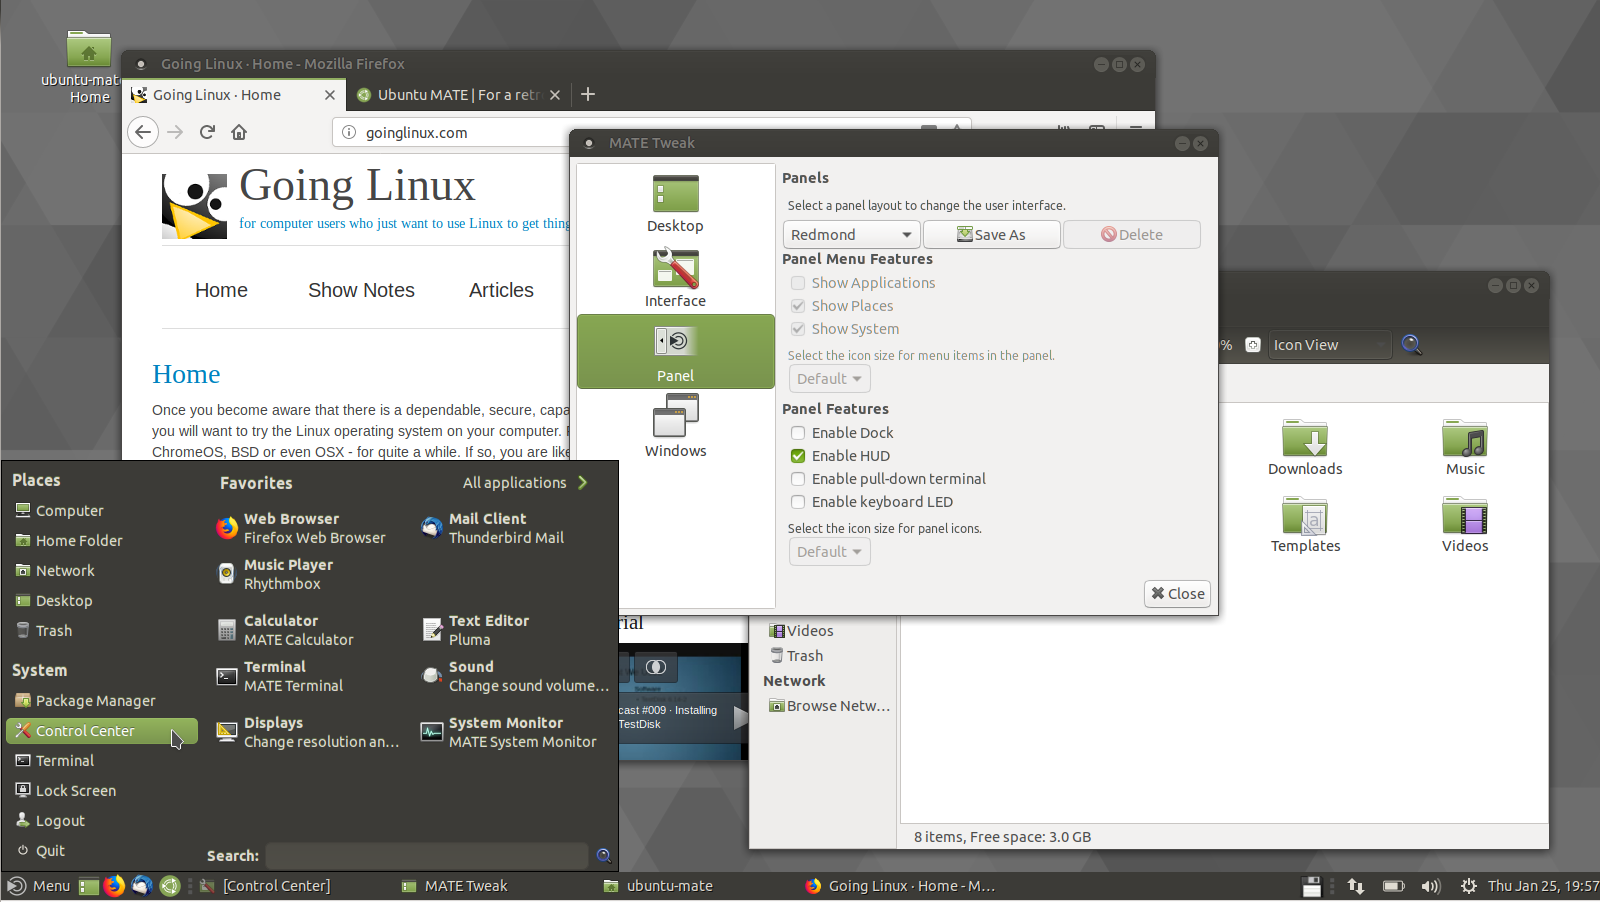 ubuntu-mat
Home
Going Linux · Home - Mozilla Firefox
Going Linux · Home
Ubuntu MATE | For a retr
goinglinux.com
Going Linux
for computer users who just want to use Linux to get thing
Home
Show Notes
Articles
Home
Once you become aware that there is a dependable, secure, capa
you will want to try the Linux operating system on your computer.
ChromeOS, BSD or even OSX - for quite a while. If so, you are like
MATE Tweak
Desktop
Interface
Panel
Windows
Panels
Select a panel layout to change the user interface.
Redmond
Save As
Delete
Panel Menu Features
Show Applications
Show Places
Show System
Select the icon size for menu items in the panel.
Default
Panel Features
Enable Dock
Enable HUD
Enable pull-down terminal
Enable keyboard LED
Select the icon size for panel icons.
Default
Close
%
Icon View
Downloads
Music
Templates
Videos
Videos
Trash
Network
Browse Netw...
8 items, Free space: 3.0 GB
rial
Software
cast #009 · Installing
TestDisk
Places
Computer
Home Folder
Network
Desktop
Trash
System
Package Manager
Control Center
Terminal
Lock Screen
Logout
Quit
Favorites
All applications
Web Browser
Firefox Web Browser
Mail Client
Thunderbird Mail
Music Player
Rhythmbox
Calculator
MATE Calculator
Text Editor
Pluma
Terminal
MATE Terminal
Sound
Change sound volume...
Displays
Change resolution an...
System Monitor
MATE System Monitor
Search:
Menu
[Control Center]
MATE Tweak
ubuntu-mate
Going Linux · Home - M...
Thu Jan 25, 19:57